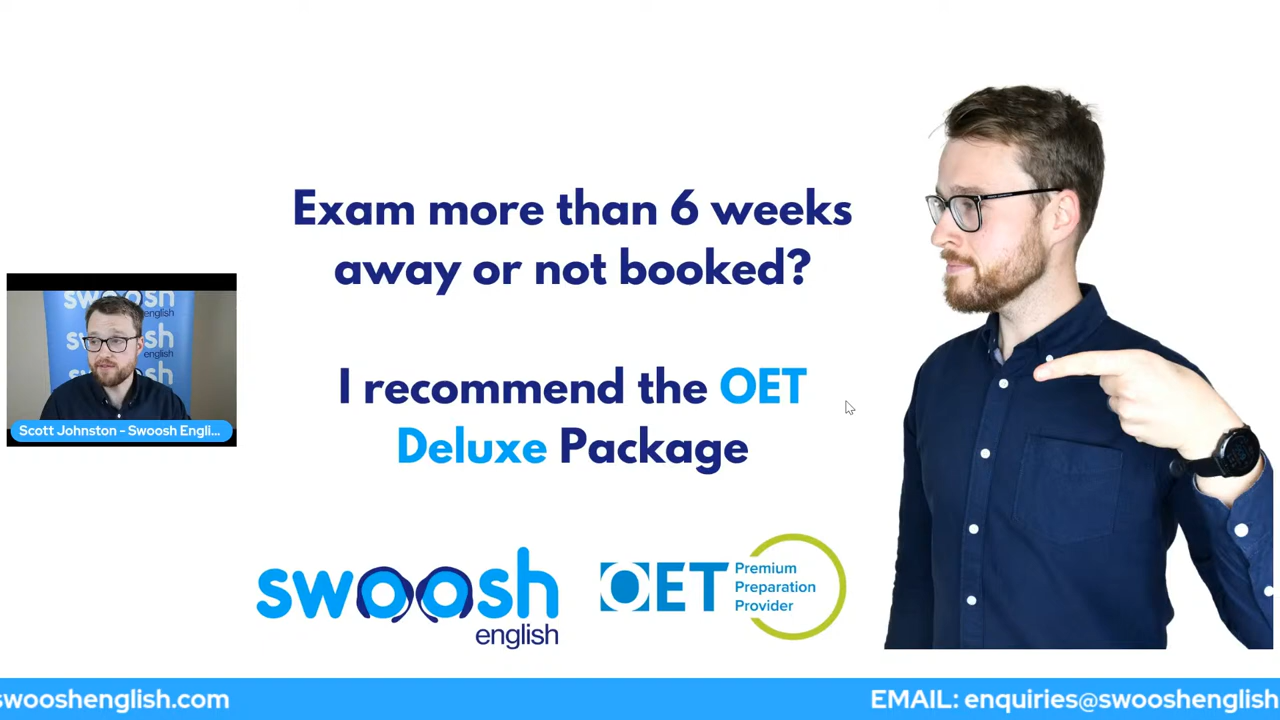 Exam more than 6 weeks
away or not booked?
I recommend the OET
Deluxe Package
swoosh
english
swoosh
english
swoosh
Scott Johnston - Swoosh Engli...
swoosh
english
OET
Premium
Preparation
Provider
swooshenglish.com
EMAIL: enquiries@swooshenglish